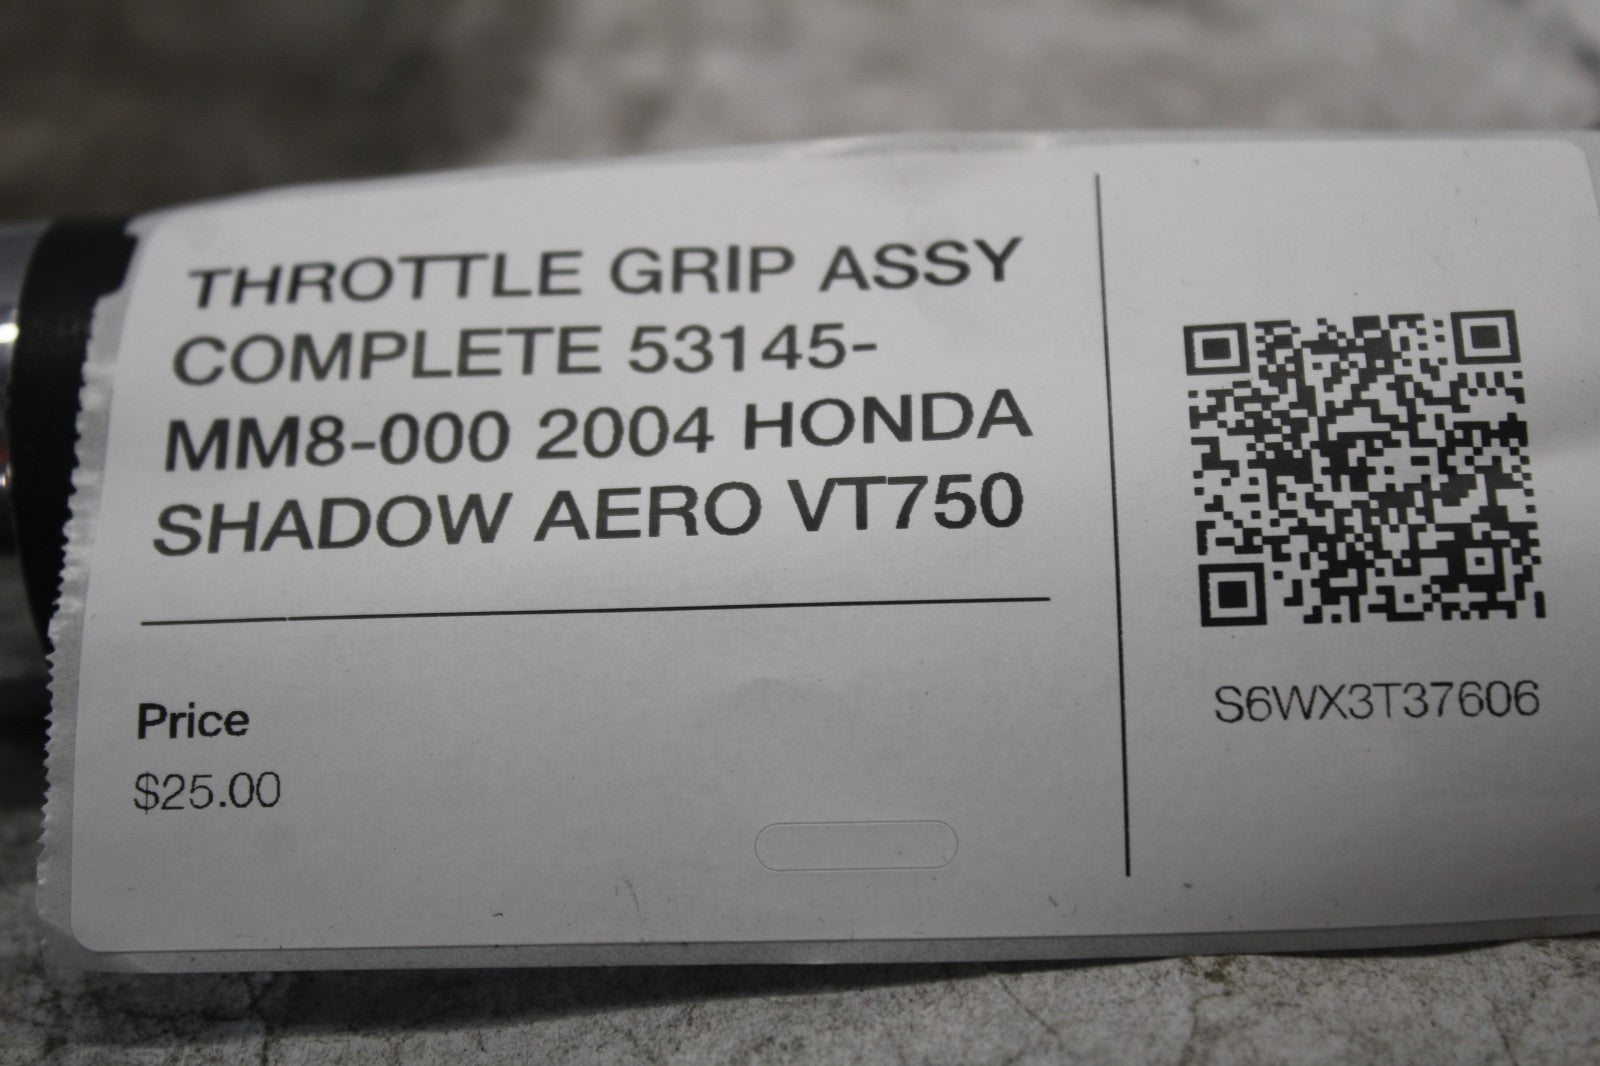 THROTTLE GRIP ASSY
COMPLETE 53145-
MM8-000 2004 HONDA
SHADOW AERO VT750
Price
$25.00
S6WX3T37606